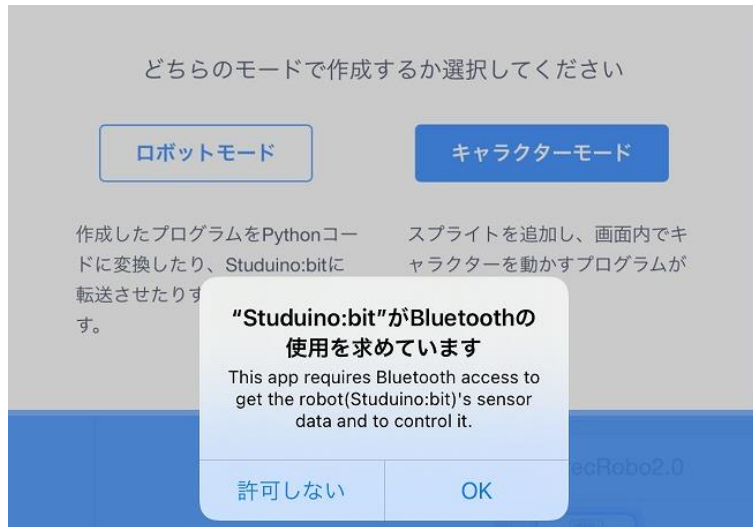 どちらのモードで作成するか選択してください
ロボットモード
キャラクターモード
作成したプログラムをPythonコー
ドに変換したり、Studuino:bitに
転送させたりす
す。
スプライトを追加し、画面内でキ
ャラクターを動かすプログラムが
“Studuino:bit”がBluetoothの
使用を求めています
This app requires Bluetooth access to
get the robot(Studuino:bit)'s sensor
data and to control it.
許可しない
OK
ecRobo2.0